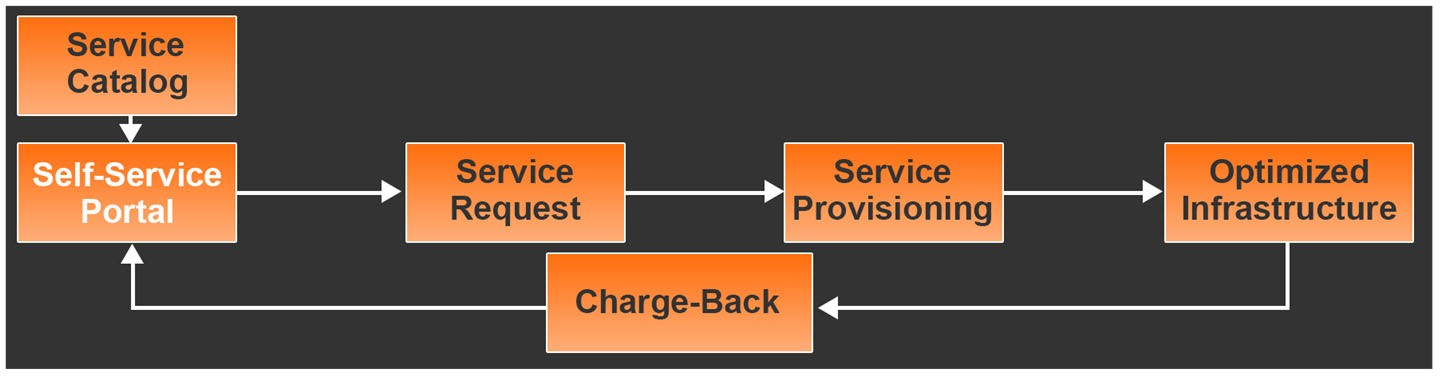 Service
Catalog
Self-Service
Portal
Service
Request
Service
Provisioning
Optimized
Infrastructure
Charge-Back